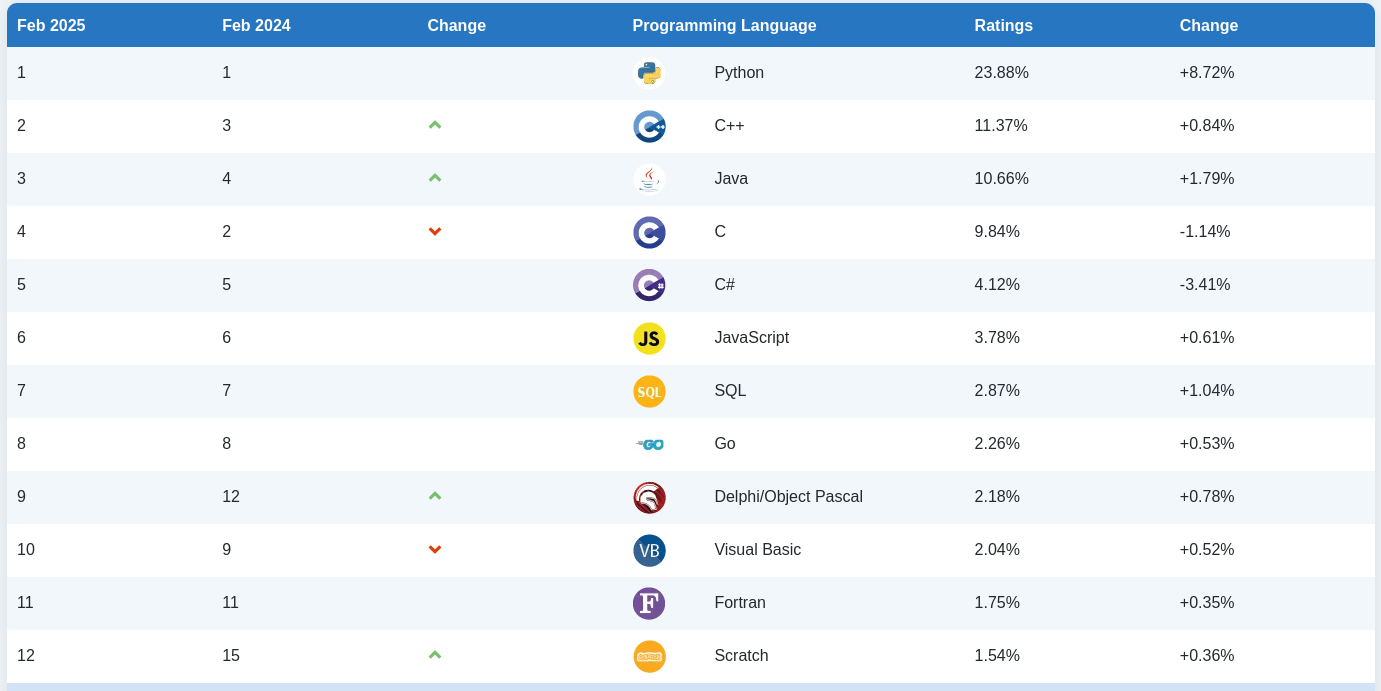 Feb 2025 Feb 2024 Change Programming Language Ratings Change
1 1 Python 23.88% +8.72%
2 3 C++ 11.37% +0.84%
3 4 Java 10.66% +1.79%
4 2 C 9.84% -1.14%
5 5 C# 4.12% -3.41%
6 6 JS JavaScript 3.78% +0.61%
7 7 SQL SQL 2.87% +1.04%
8 8 GO Go 2.26% +0.53%
9 12 Delphi/Object Pascal 2.18% +0.78%
10 9 VB Visual Basic 2.04% +0.52%
11 11 F Fortran 1.75% +0.35%
12 15 Scratch 1.54% +0.36%